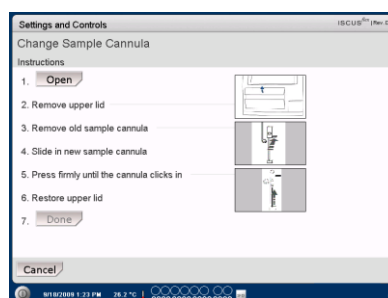 Settings and Controls
ISCUS
Change Sample Cannula
Instructions
1. Open
2. Remove upper lid
3. Remove old sample cannula
4. Slide in new sample cannula
5. Press firmly until the cannula clicks in
6. Restore upper lid
7. Done
Cancel
9/18/2009 1:23 PM 26.2 °C